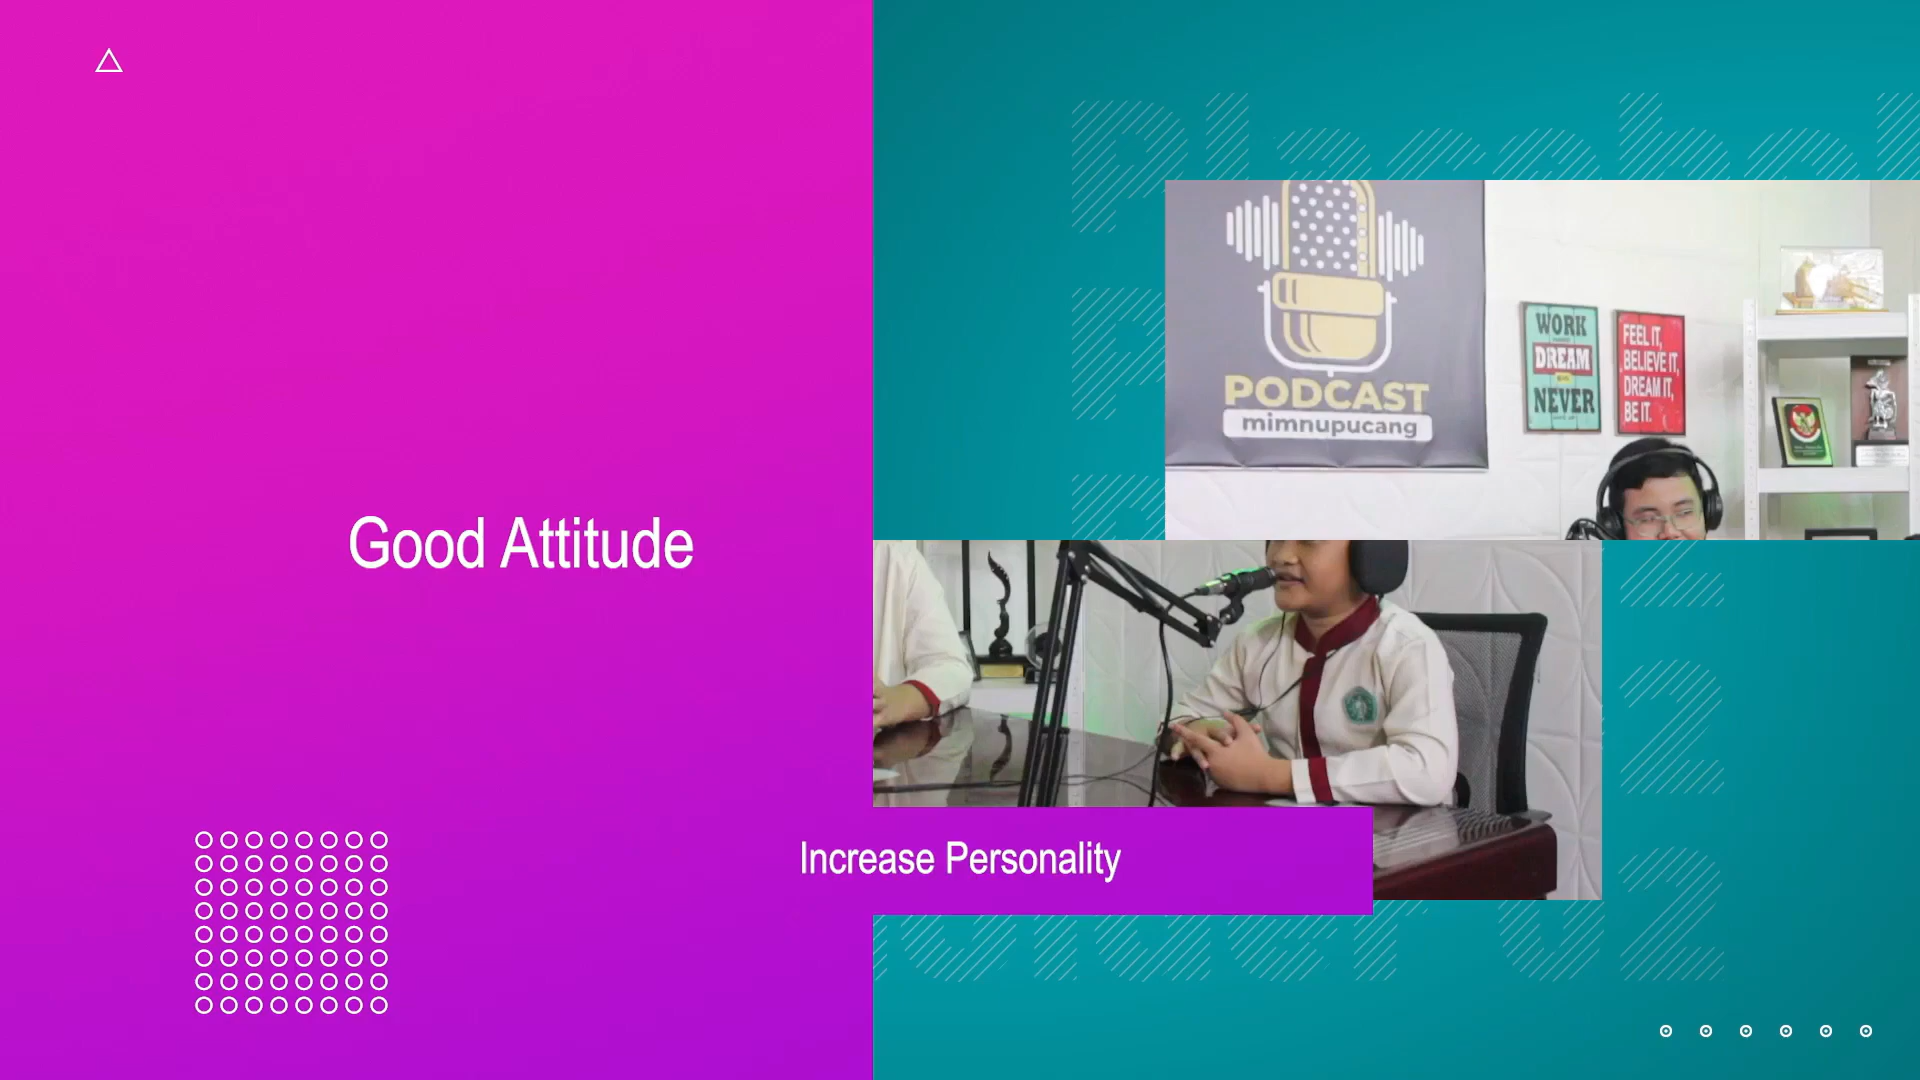 Good Attitude
Increase Personality
PODCAST
mimnupucang
WORK
DREAM
NEVER
FEEL IT,
BELIEVE IT,
DREAM IT,
BE IT.